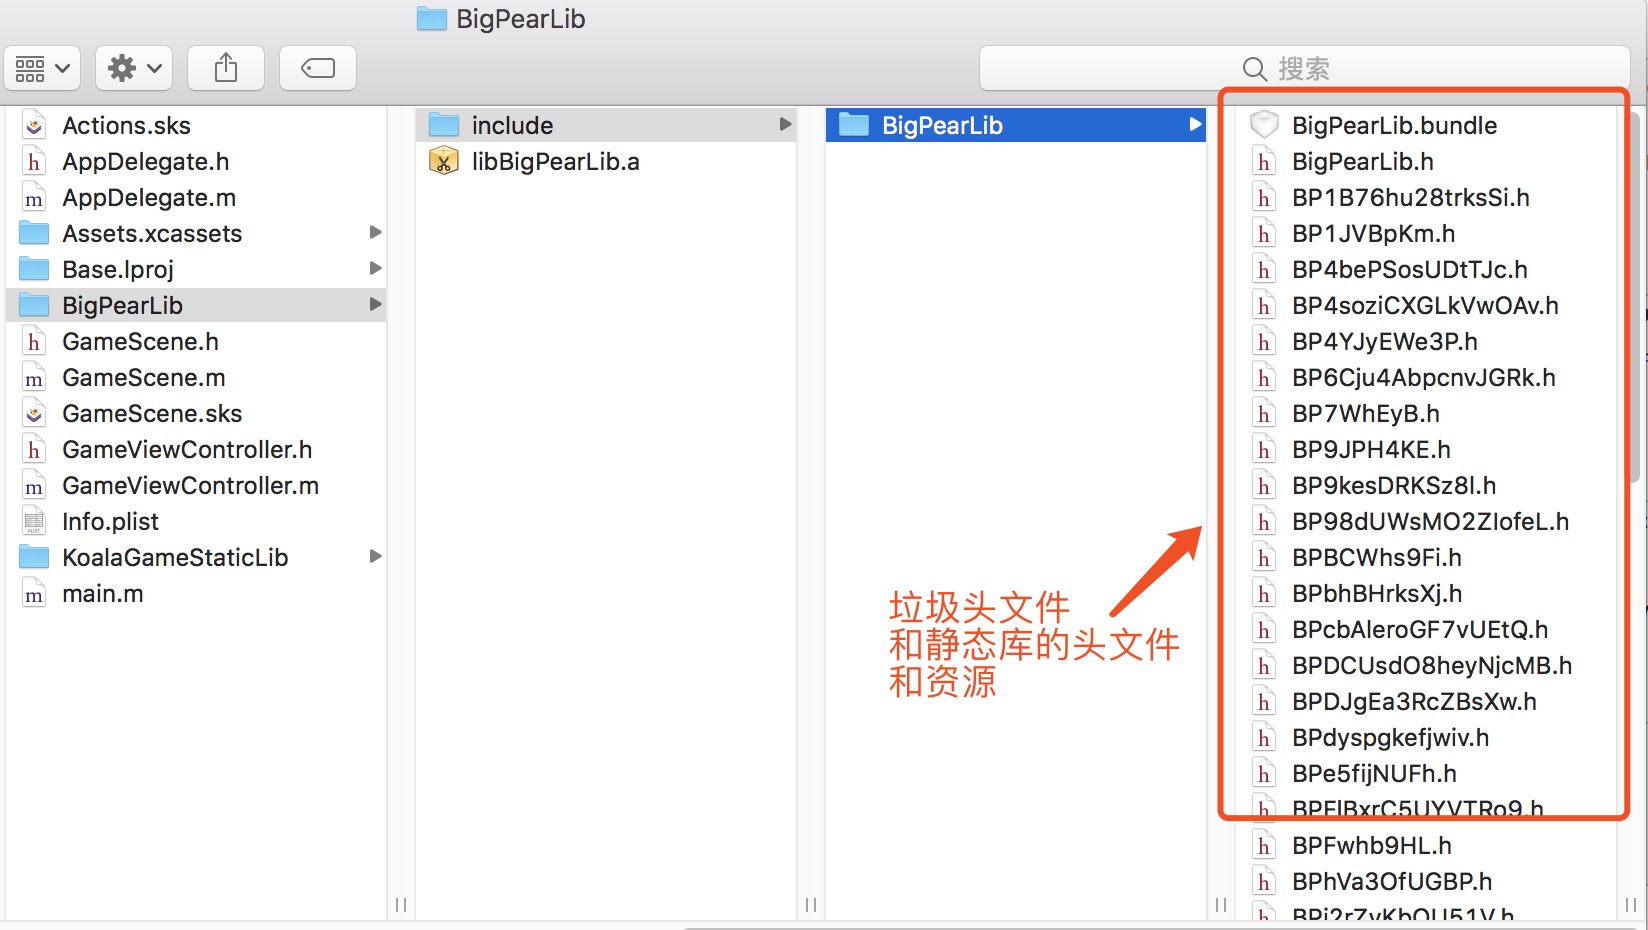 BigPearLib
搜索
Actions.sks
AppDelegate.h
AppDelegate.m
Assets.xcassets
Base.lproj
BigPearLib
GameScene.h
GameScene.m
GameScene.sks
GameViewController.h
GameViewController.m
Info.plist
KoalaGameStaticLib
main.m
include
libBigPearLib.a
BigPearLib
垃圾头文件
和静态库的头文件
和资源
BigPearLib.bundle
BigPearLib.h
BP1B76hu28trksSi.h
BP1JVBpKm.h
BP4bePSosUDtTJc.h
BP4soziCXGLkVwOAv.h
BP4YJyEWe3P.h
BP6Cju4AbpcnvJGRk.h
BP7WhEyB.h
BP9JPH4KE.h
BP9kesDRKSz8l.h
BP98dUWsMO2ZIofeL.h
BPBCWhs9Fi.h
BPbhBHrksXj.h
BPcbAleroGF7vUEtQ.h
BPDCUsdO8heyNjcMB.h
BPDJgEa3RcZBsXw.h
BPdyspgkefjwiv.h
BPe5fijNUFh.h
BPFlBxrC5UYVTRo9.h
BPFwhb9HL.h
BPhVa3OfUGBP.h